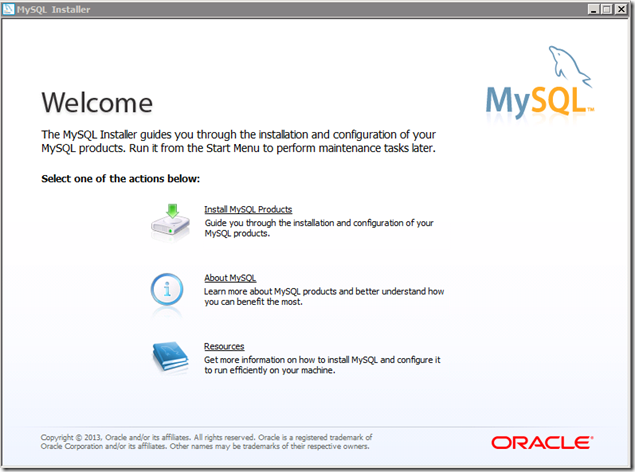 MySQL Installer
MySQL™
Welcome
The MySQL Installer guides you through the installation and configuration of your
MySQL products. Run it from the Start Menu to perform maintenance tasks later.
Select one of the actions below:
Install MySQL Products
Guide you through the installation and configuration of your
MySQL products.
About MySQL
Learn more about MySQL products and better understand how
you can benefit the most.
Resources
Get more information on how to install MySQL and configure it
to run efficiently on your machine.
Copyright © 2013, Oracle and/or its affiliates. All rights reserved. Oracle is a registered trademark of
Oracle Corporation and/or its affiliates. Other names may be trademarks of their respective owners.
ORACLE®